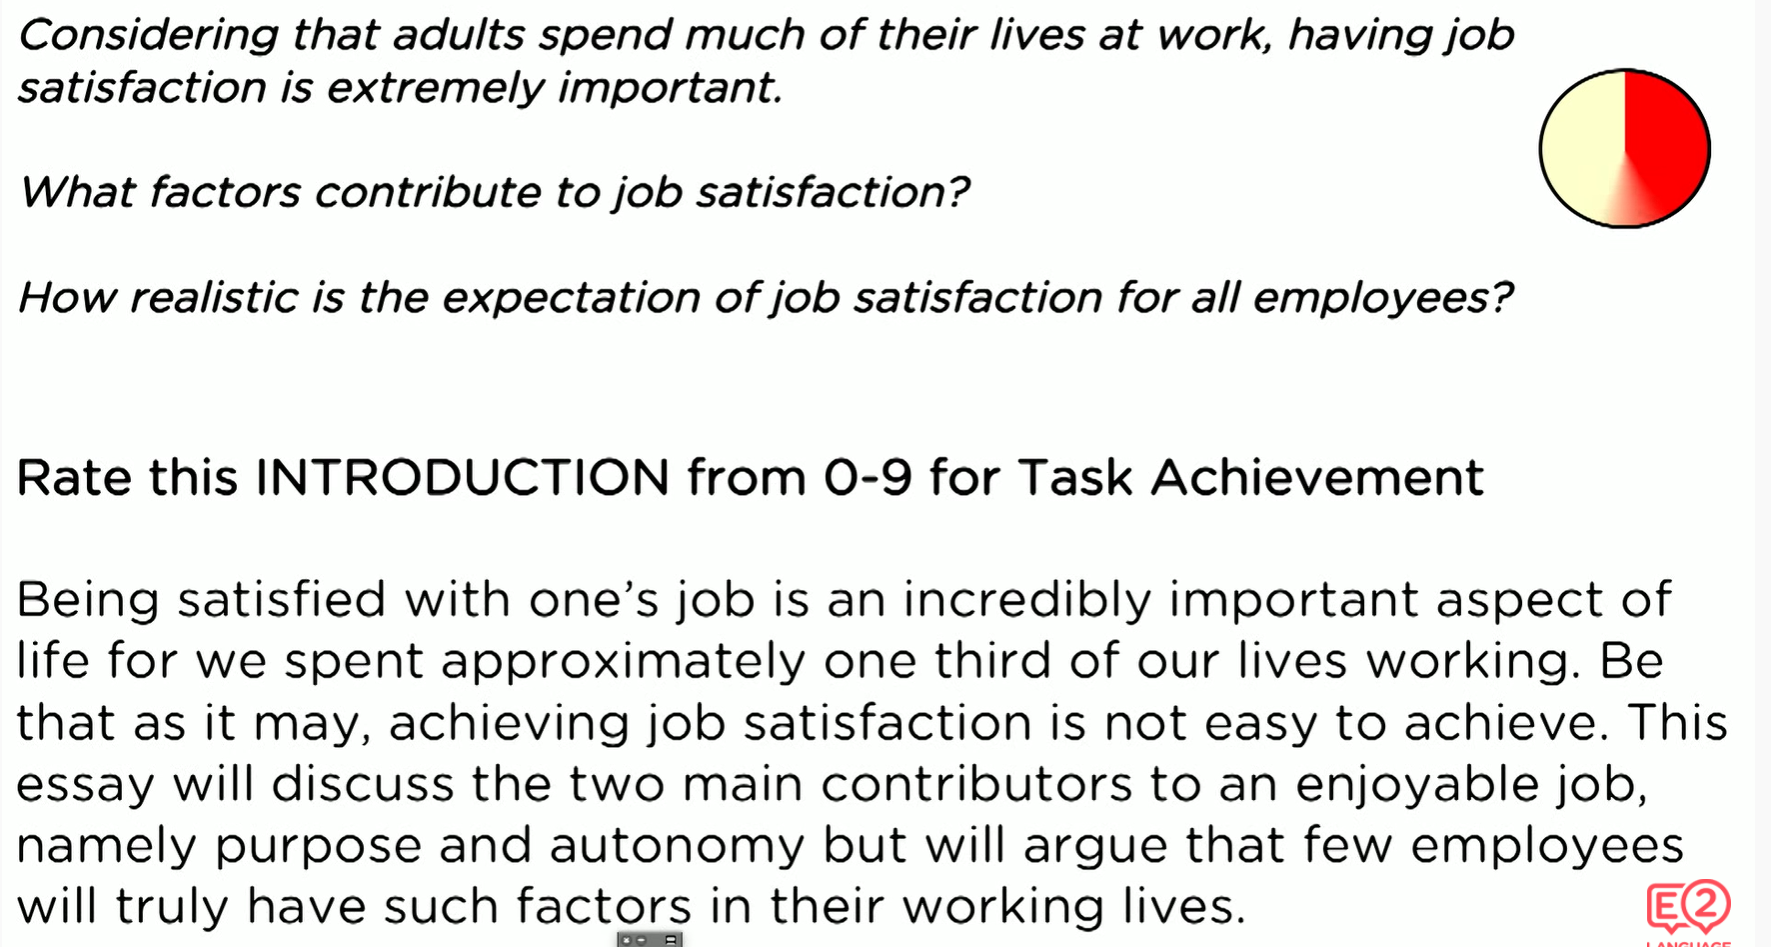 Considering that adults spend much of their lives at work, having job
satisfaction is extremely important.
What factors contribute to job satisfaction?
How realistic is the expectation of job satisfaction for all employees?
Rate this INTRODUCTION from 0-9 for Task Achievement
Being satisfied with one's job is an incredibly important aspect of
life for we spent approximately one third of our lives working. Be
that as it may, achieving job satisfaction is not easy to achieve. This
essay will discuss the two main contributors to an enjoyable job,
namely purpose and autonomy but will argue that few employees
will truly have such factors in their working lives.
E2
LANGUAGE